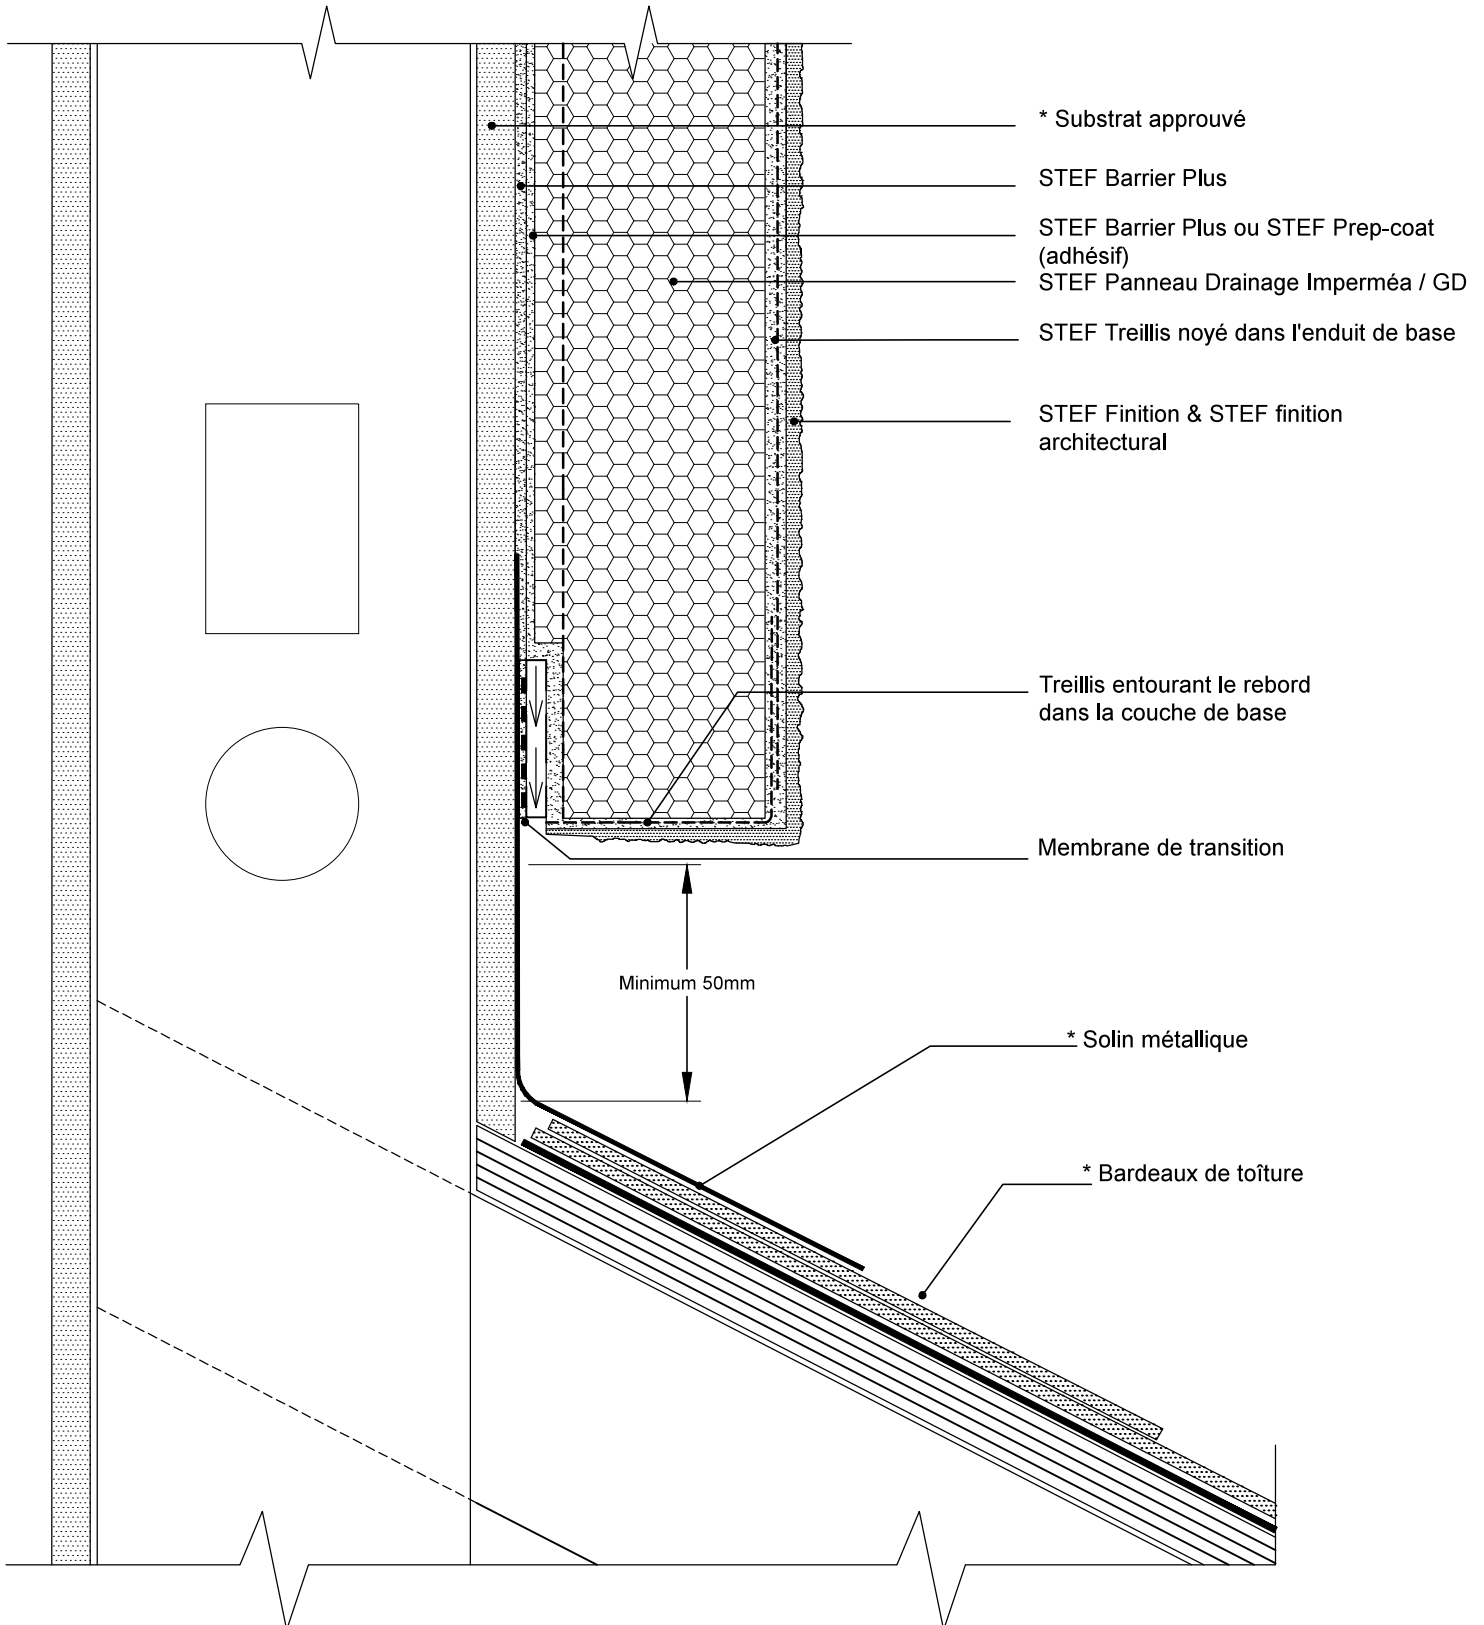 * Substrat approuvé
STEF Barrier Plus
STEF Barrier Plus ou STEF Prep-coat
(adhésif)
STEF Panneau Drainage Imperméa / GD
STEF Treillis noyé dans l'enduit de base
STEF Finition & STEF finition
architectural
Treillis entourant le rebord
dans la couche de base
Membrane de transition
Minimum 50mm
* Solin métallique
* Bardeaux de toîture